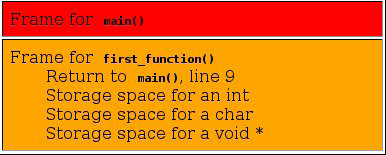 Frame for main()
Frame for first_function()
Return to main(), line 9
Storage space for an int
Storage space for a char
Storage space for a void *